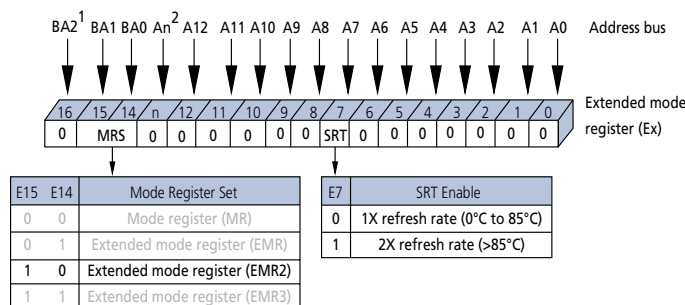 BA2¹ BA1 BA0 An² A12 A11 A10 A9 A8 A7 A6 A5 A4 A3 A2 A1 A0 Address bus
16 15 14 n 12 11 10 9 8 7 6 5 4 3 2 1 0 Extended mode
register (Ex)
0 MRS 0 0 0 0 0 0 SRT 0 0 0 0 0 0 0
E15 E14 Mode Register Set
0 0 Mode register (MR)
0 1 Extended mode register (EMR)
1 0 Extended mode register (EMR2)
1 1 Extended mode register (EMR3)
E7 SRT Enable
0 1X refresh rate (0°C to 85°C)
1 2X refresh rate (>85°C)